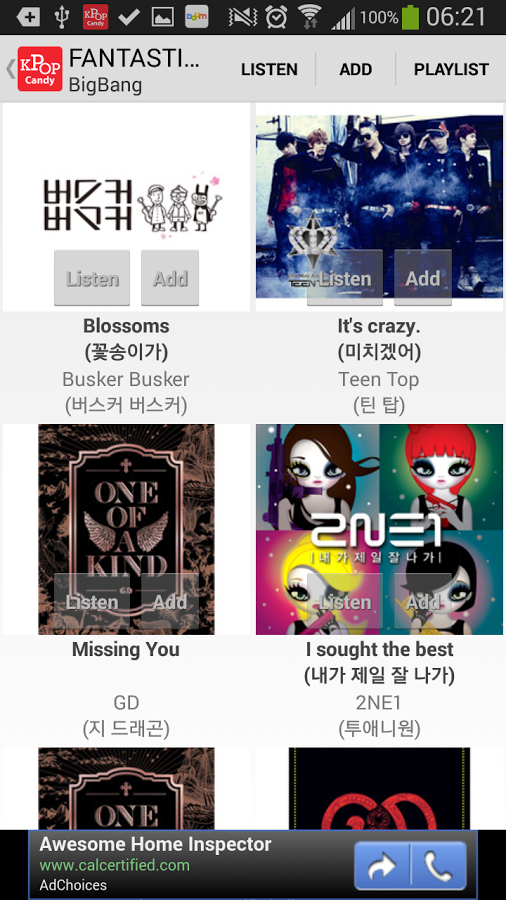 KPOP
Candy
100%
06:21
KPOP
Candy
FANTASTI...
BigBang
LISTEN
ADD
PLAYLIST
버스커
버스커
Listen
Add
Blossoms
(꽃송이가)
Busker Busker
(버스커 버스커)
TEEN TOP
Listen
Add
It's crazy.
(미치겠어)
Teen Top
(틴 탑)
ONE
OF
A
KIND
GD
Listen
Add
Missing You
GD
(지 드래곤)
2NE1
|내가제일잘나가|
Listen
Add
I sought the best
(내가 제일 잘 나가)
2NE1
(투애니원)
ONE
Awesome Home Inspector
www.calcertified.com
AdChoices